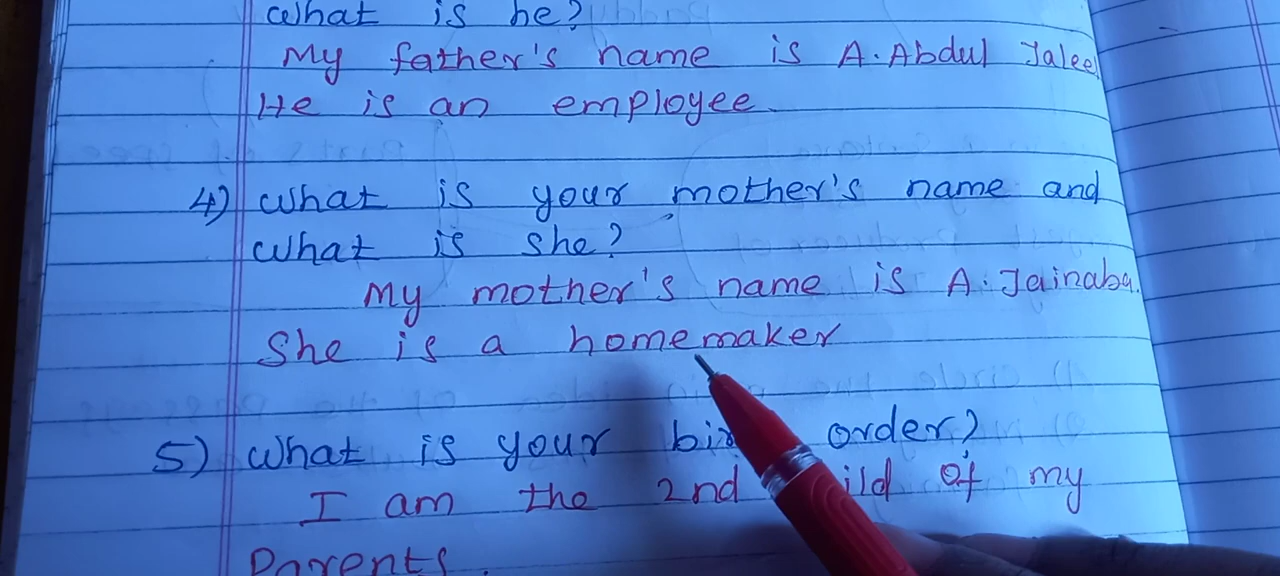 What is he?
My father's name is A. Abdul Jaleel
He is an employee.
4) What is your mother's name and
What is she?
My mother's name is A. Jainaba.
She is a homemaker
5) What is your order?
I am the 2nd of my
Parents.